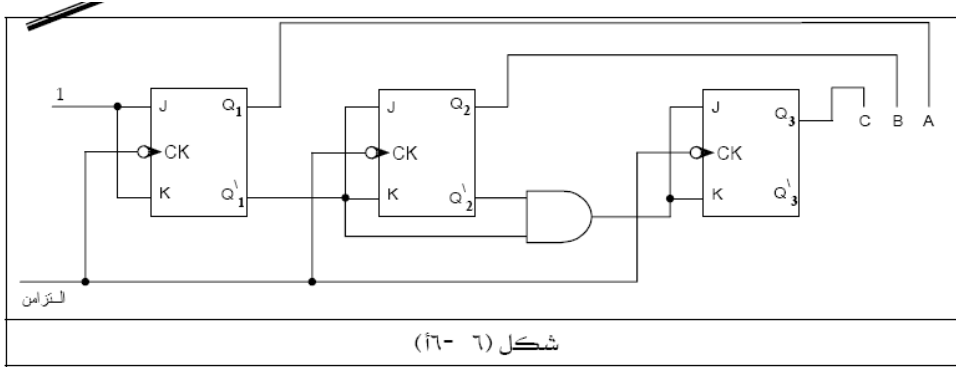 1
J Q1 J Q2 J Q3 C B A
CK CK CK
K Q\1 K Q\2 K Q\3
التزامن
شكل (٦ -٦أ)